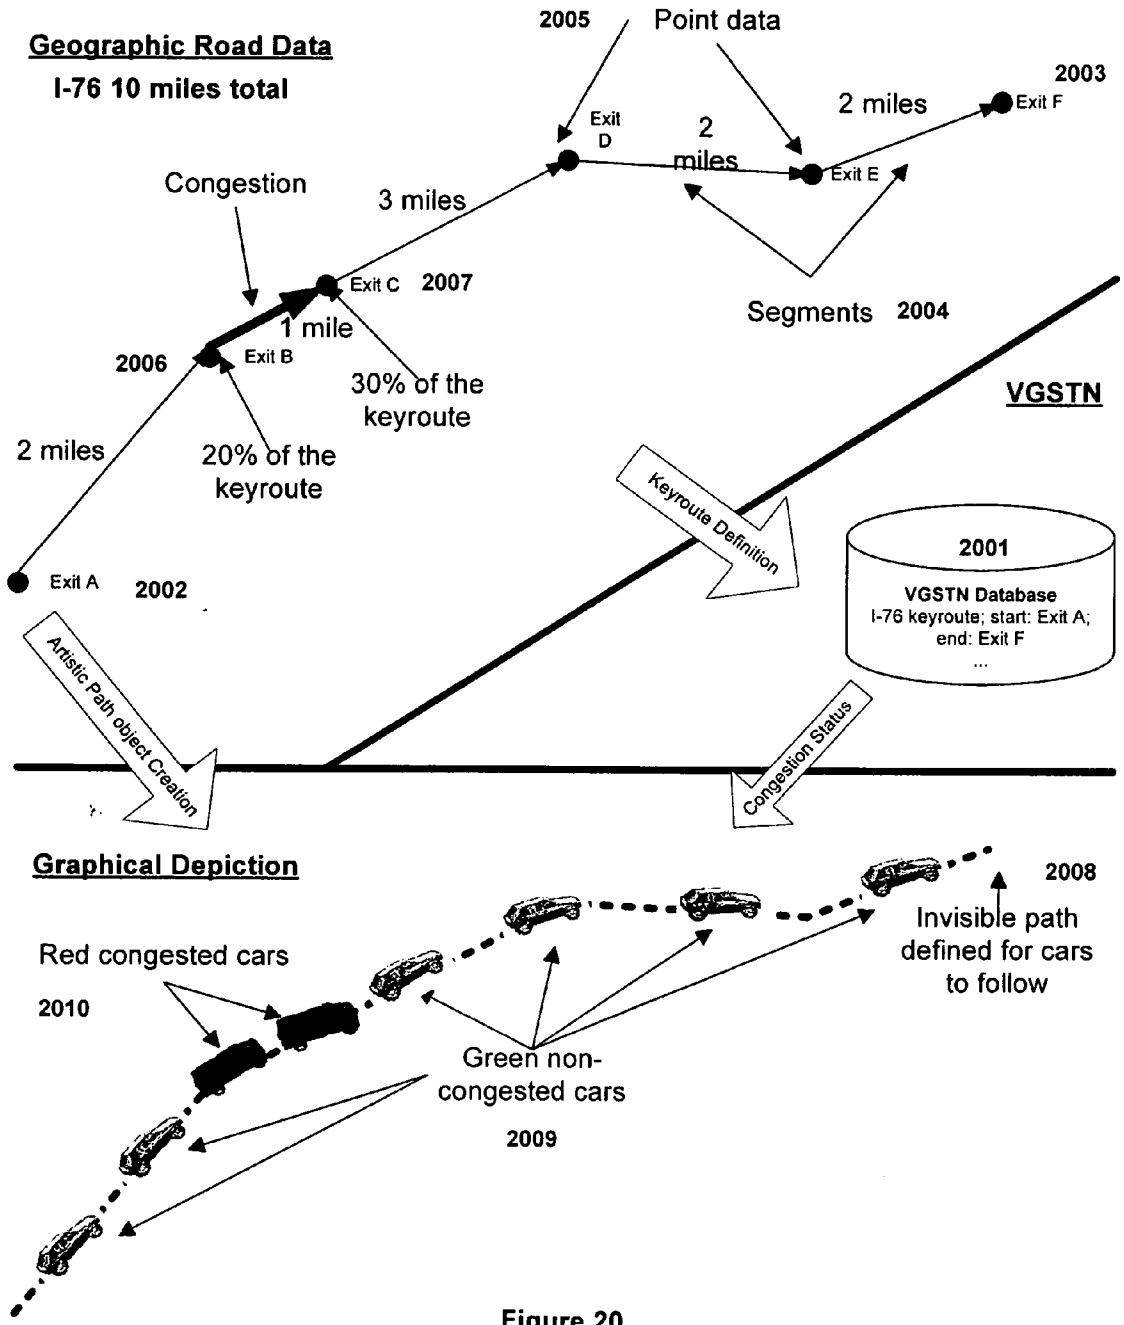 Geographic Road Data
I-76 10 miles total
2005
Point data
2003
Exit F
2 miles
Exit
D
2
miles
Exit E
Congestion
3 miles
Exit C
2007
Segments
2004
1 mile
2006
Exit B
30% of the
keyroute
VGSTN
2 miles
20% of the
keyroute
Keyroute Definition
2001
VGSTN Database
I-76 keyroute; start: Exit A;
end: Exit F
...
Exit A
2002
Artistic Path object Creation
Congestion Status
Graphical Depiction
2008
Invisible path
defined for cars
to follow
Red congested cars
2010
Green non-
congested cars
2009
Figure 20